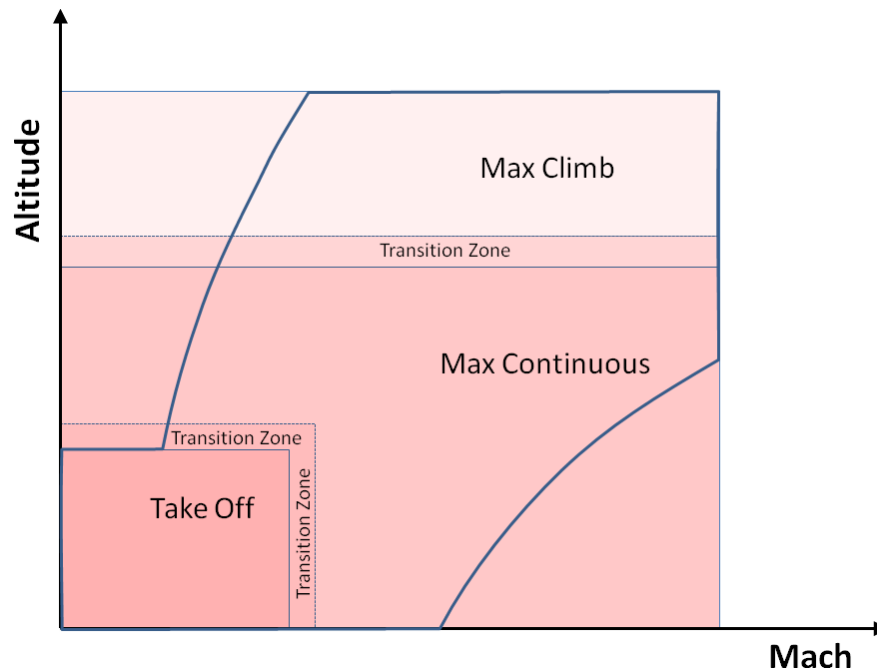 Altitude
Max Climb
Transition Zone
Max Continuous
Transition Zone
Take Off
Transition Zone
Mach